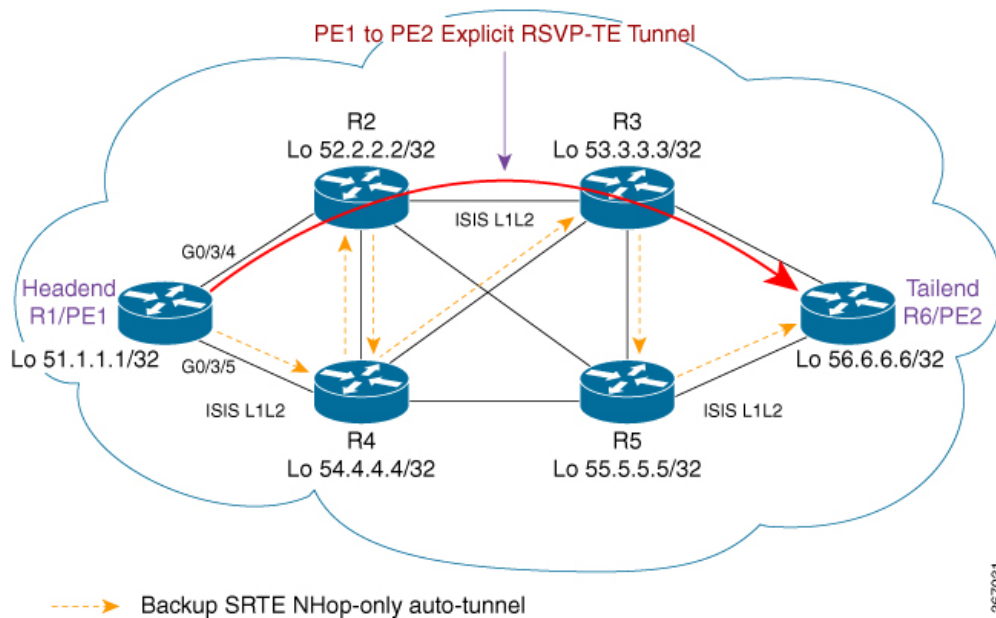 PE1 to PE2 Explicit RSVP-TE Tunnel
R2
Lo 52.2.2.2/32
R3
Lo 53.3.3.3/32
ISIS L1L2
G0/3/4
Headend
R1/PE1
Lo 51.1.1.1/32
Tailend
R6/PE2
Lo 56.6.6.6/32
G0/3/5
ISIS L1L2
ISIS L1L2
R4
Lo 54.4.4.4/32
R5
Lo 55.5.5.5/32
Backup SRTE NHop-only auto-tunnel